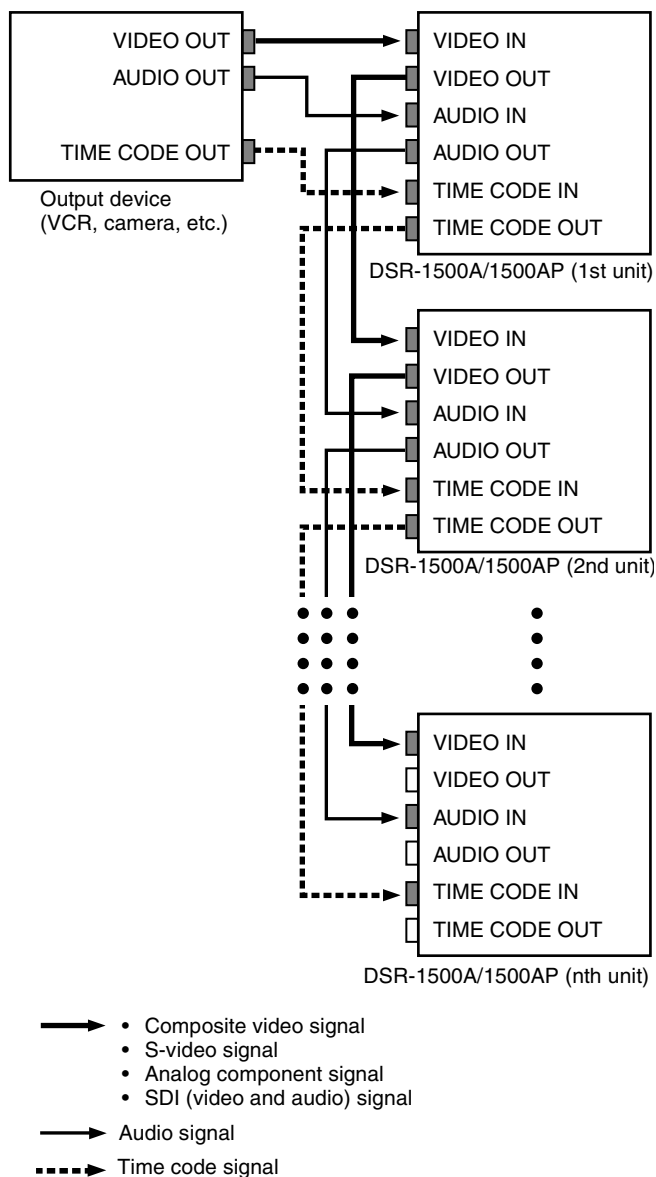 VIDEO OUT
AUDIO OUT
TIME CODE OUT
Output device
(VCR, camera, etc.)
VIDEO IN
VIDEO OUT
AUDIO IN
AUDIO OUT
TIME CODE IN
TIME CODE OUT
DSR-1500A/1500AP (1st unit)
VIDEO IN
VIDEO OUT
AUDIO IN
AUDIO OUT
TIME CODE IN
TIME CODE OUT
DSR-1500A/1500AP (2nd unit)
VIDEO IN
VIDEO OUT
AUDIO IN
AUDIO OUT
TIME CODE IN
TIME CODE OUT
DSR-1500A/1500AP (nth unit)
• Composite video signal
• S-video signal
• Analog component signal
• SDI (video and audio) signal
Audio signal
Time code signal